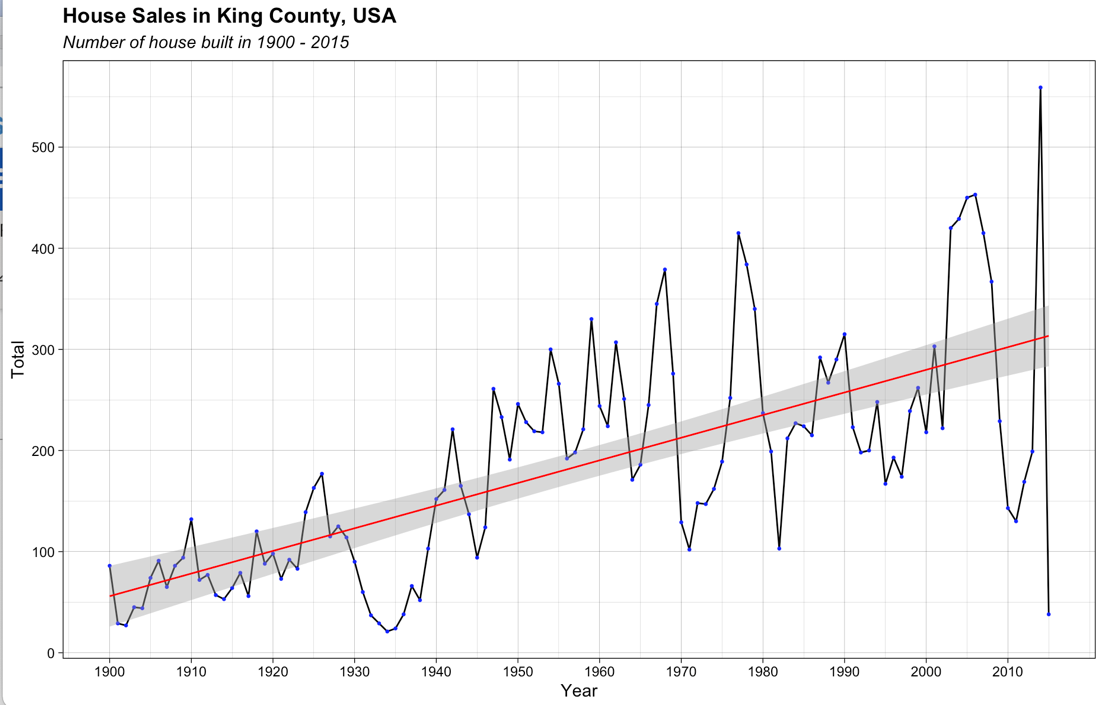 House Sales in King County, USA
Number of house built in 1900 - 2015
500
400
300
200
100
0
Total
1900 1910 1920 1930 1940 1950 1960 1970 1980 1990 2000 2010
Year